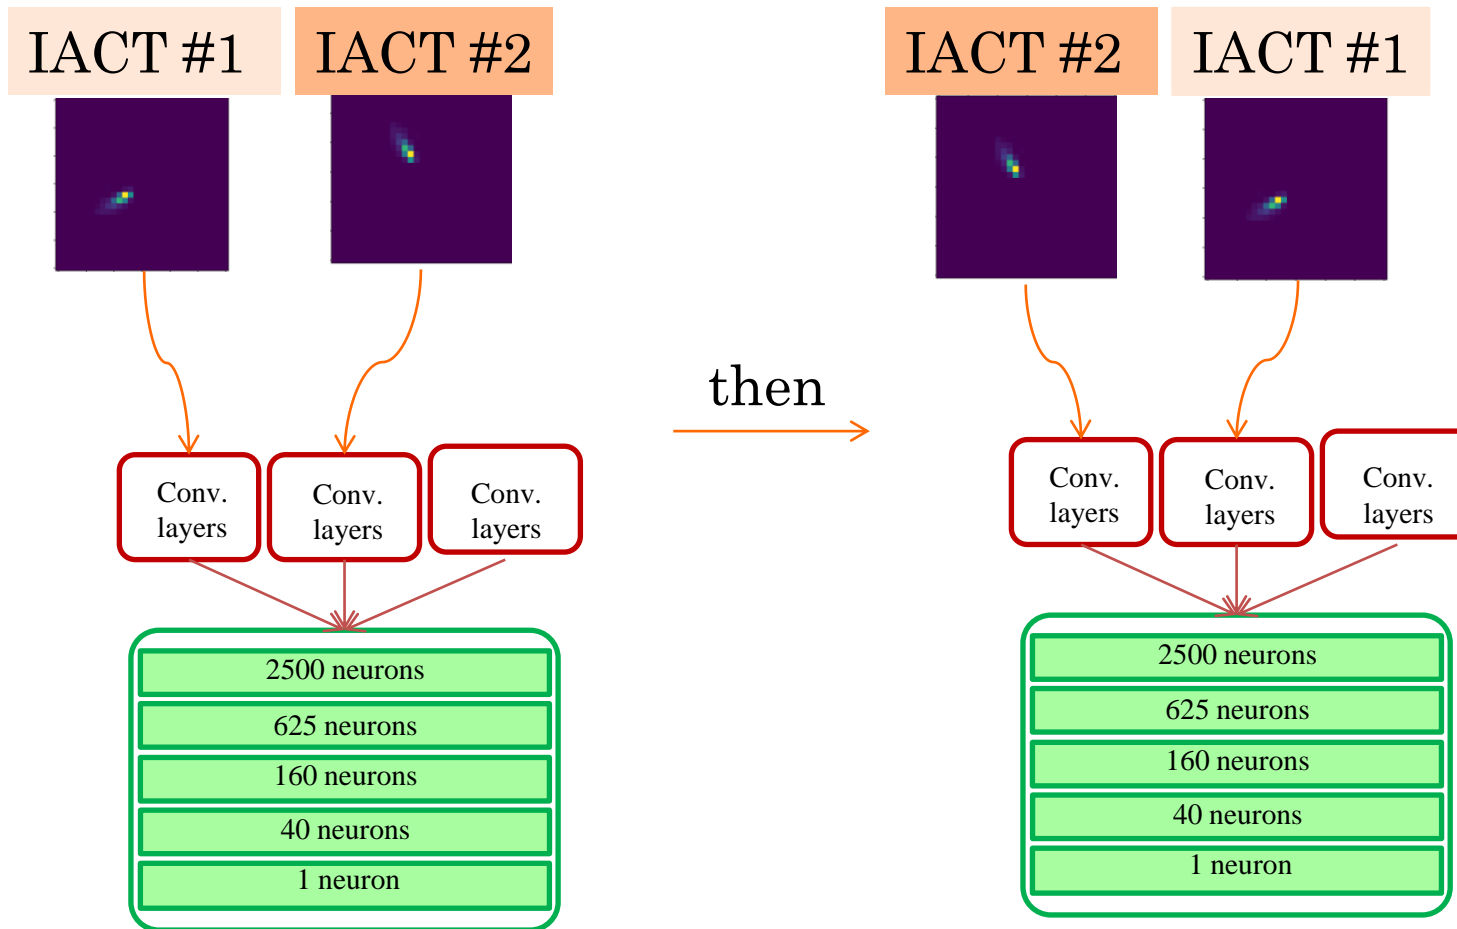 IACT #1
IACT #2
Conv.
layers
Conv.
layers
Conv.
layers
2500 neurons
625 neurons
160 neurons
40 neurons
1 neuron
then
IACT #2
IACT #1
Conv.
layers
Conv.
layers
Conv.
layers
2500 neurons
625 neurons
160 neurons
40 neurons
1 neuron